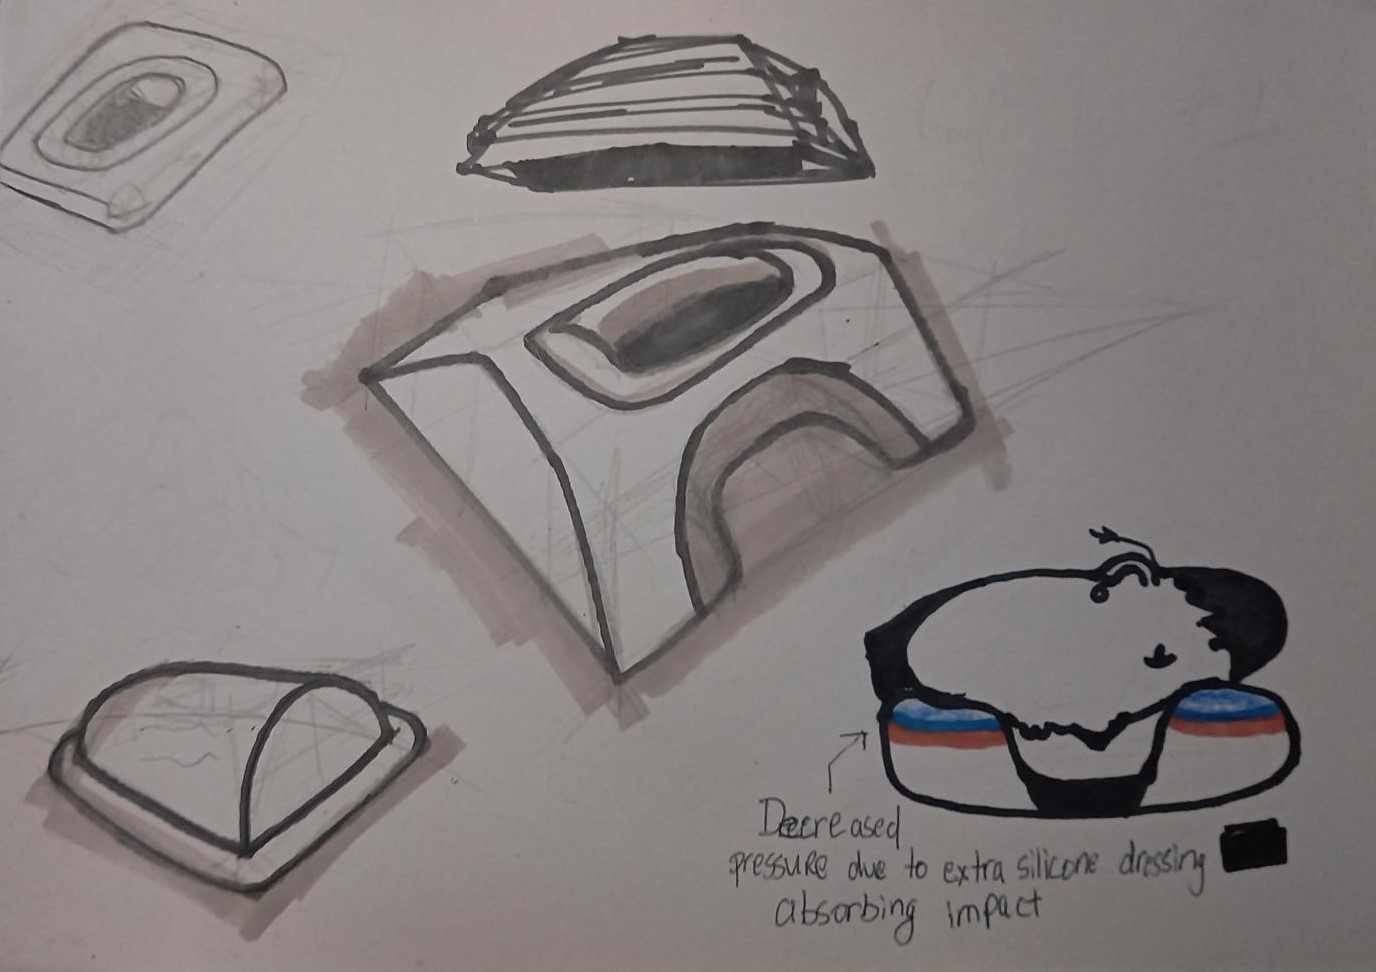 Decreased
pressure due to extra silicone dressing
absorbing impact